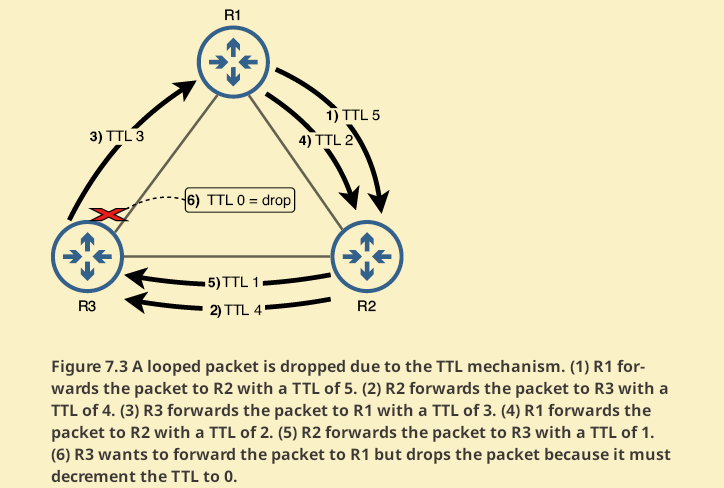 R1
1) TTL 5
3) TTL 3
4) TTL 2
6) TTL 0 = drop
5) TTL 1
R3
R2
2) TTL 4
Figure 7.3 A looped packet is dropped due to the TTL mechanism. (1) R1 for-
wards the packet to R2 with a TTL of 5. (2) R2 forwards the packet to R3 with a
TTL of 4. (3) R3 forwards the packet to R1 with a TTL of 3. (4) R1 forwards the
packet to R2 with a TTL of 2. (5) R2 forwards the packet to R3 with a TTL of 1.
(6) R3 wants to forward the packet to R1 but drops the packet because it must
decrement the TTL to 0.